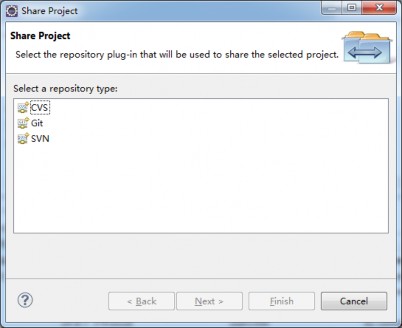 Share Project
Share Project
Select the repository plug-in that will be used to share the selected project.
Select a repository type:
CVS
Git
SVN
?
< Back
Next >
Finish
Cancel